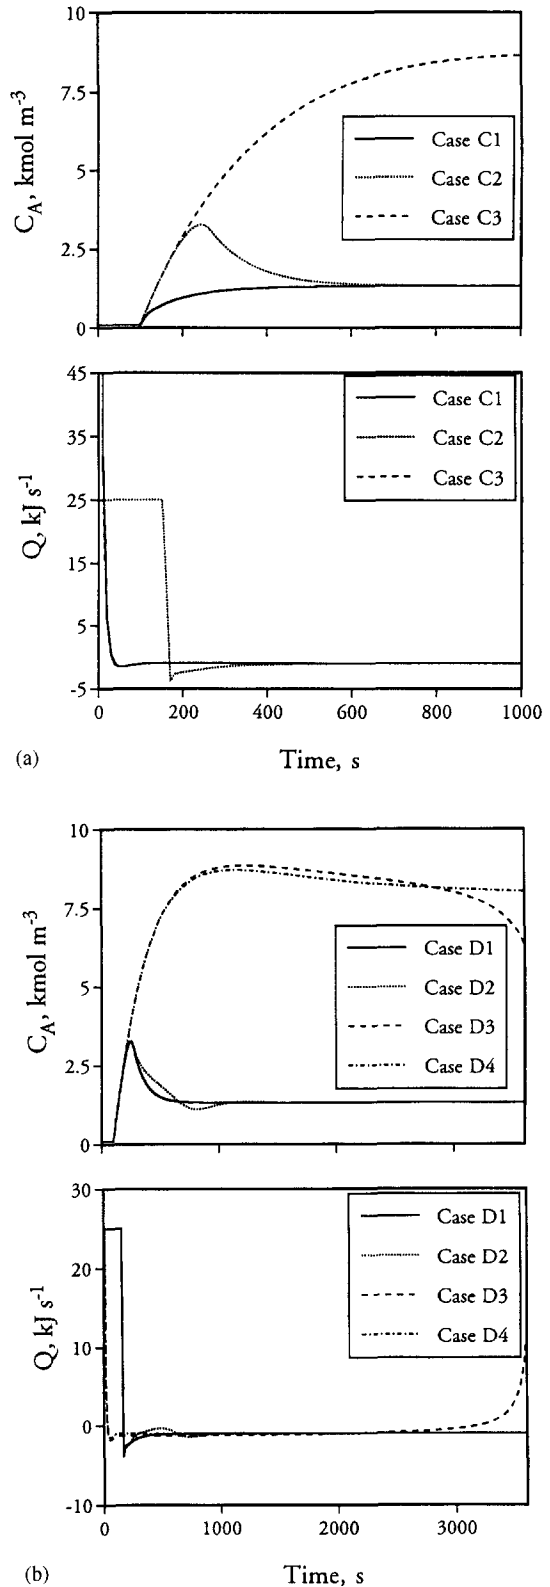 10
7.5
5
2.5
0
C_A, kmol m⁻³
Case C1
Case C2
Case C3
45
35
25
15
5
-5
Q, kJ s⁻¹
Case C1
Case C2
Case C3
0 200 400 600 800 1000
(a) Time, s
10
7.5
5
2.5
0
C_A, kmol m⁻³
Case D1
Case D2
Case D3
Case D4
30
20
10
0
-10
Q, kJ s⁻¹
Case D1
Case D2
Case D3
Case D4
0 1000 2000 3000
(b) Time, s